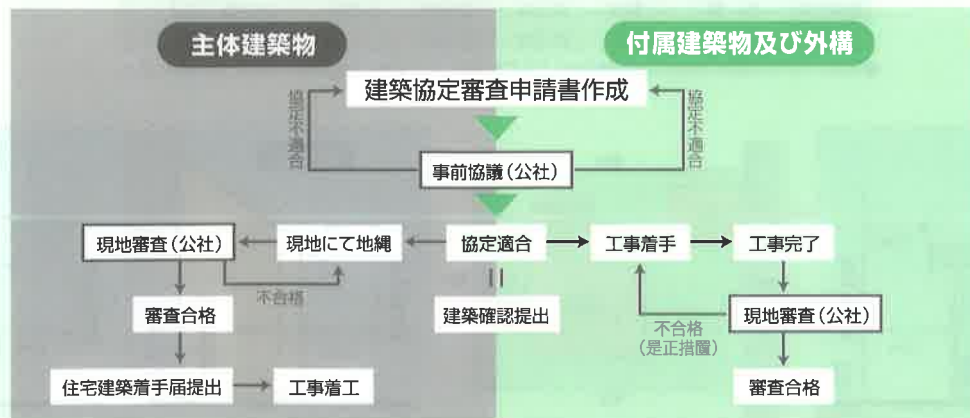 主体建築物
付属建築物及び外構
建築協定審査申請書作成
協定不適合
協定不適合
事前協議(公社)
現地審査(公社)
現地にて地縄
協定適合
工事着手
工事完了
不合格
審査合格
建築確認提出
不合格
(是正措置)
現地審査(公社)
住宅建築着手届提出
工事着工
審査合格